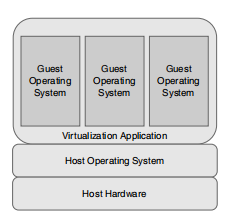 Guest Guest Guest
Operating Operating Operating
System System System
Virtualization Application
Host Operating System
Host Hardware